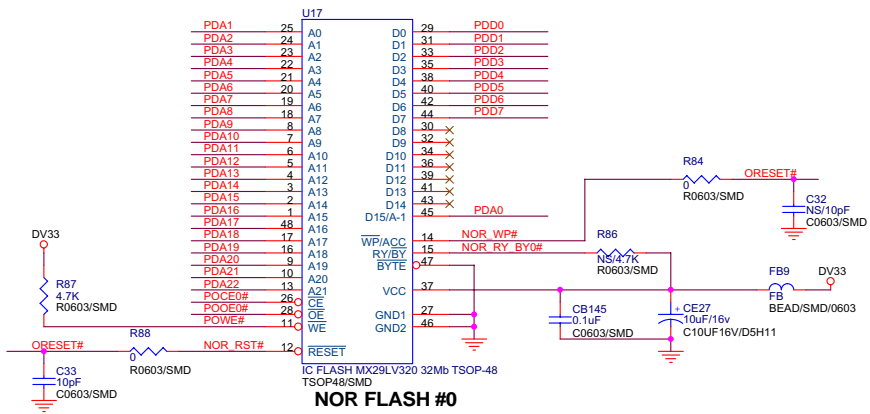 U17
PDA1 25 A0 D0 29 PDD0
PDA2 24 A1 D1 31 PDD1
PDA3 23 A2 D2 33 PDD2
PDA4 22 A3 D3 35 PDD3
PDA5 21 A4 D4 38 PDD4
PDA6 20 A5 D5 40 PDD5
PDA7 19 A6 D6 42 PDD6
PDA8 18 A7 D7 44 PDD7
PDA9 8 A8 D8 30
PDA10 7 A9 D9 32
PDA11 6 A10 D10 34
PDA12 5 A11 D11 36
PDA13 4 A12 D12 39
PDA14 3 A13 D13 41
PDA15 2 A14 D14 43
PDA16 1 A15 D15/A-1 45 PDA0
PDA17 48 A16
PDA18 17 A17 WP/ACC 14 NOR_WP#
PDA19 16 A18 RY/BY 15 NOR_RY_BY0#
PDA20 9 A19 BYTE 47
PDA21 10 A20
PDA22 13 A21 VCC 37
POCE0# 26 CE
POOE0# 28 OE GND1 27
POWE# 11 WE GND2 46
NOR_RST# 12 RESET
IC FLASH MX29LV320 32Mb TSOP-48
TSOP48/SMD
NOR FLASH #0
DV33
R87
4.7K
R0603/SMD
ORESET#
R88
0
R0603/SMD
C33
10pF
C0603/SMD
R84
0
R0603/SMD
ORESET#
C32
NS/10pF
C0603/SMD
R86
NS/4.7K
R0603/SMD
CB145
0.1uF
C0603/SMD
+
CE27
10uF/16v
C10UF16V/D5H11
FB9
FB
BEAD/SMD/0603
DV33